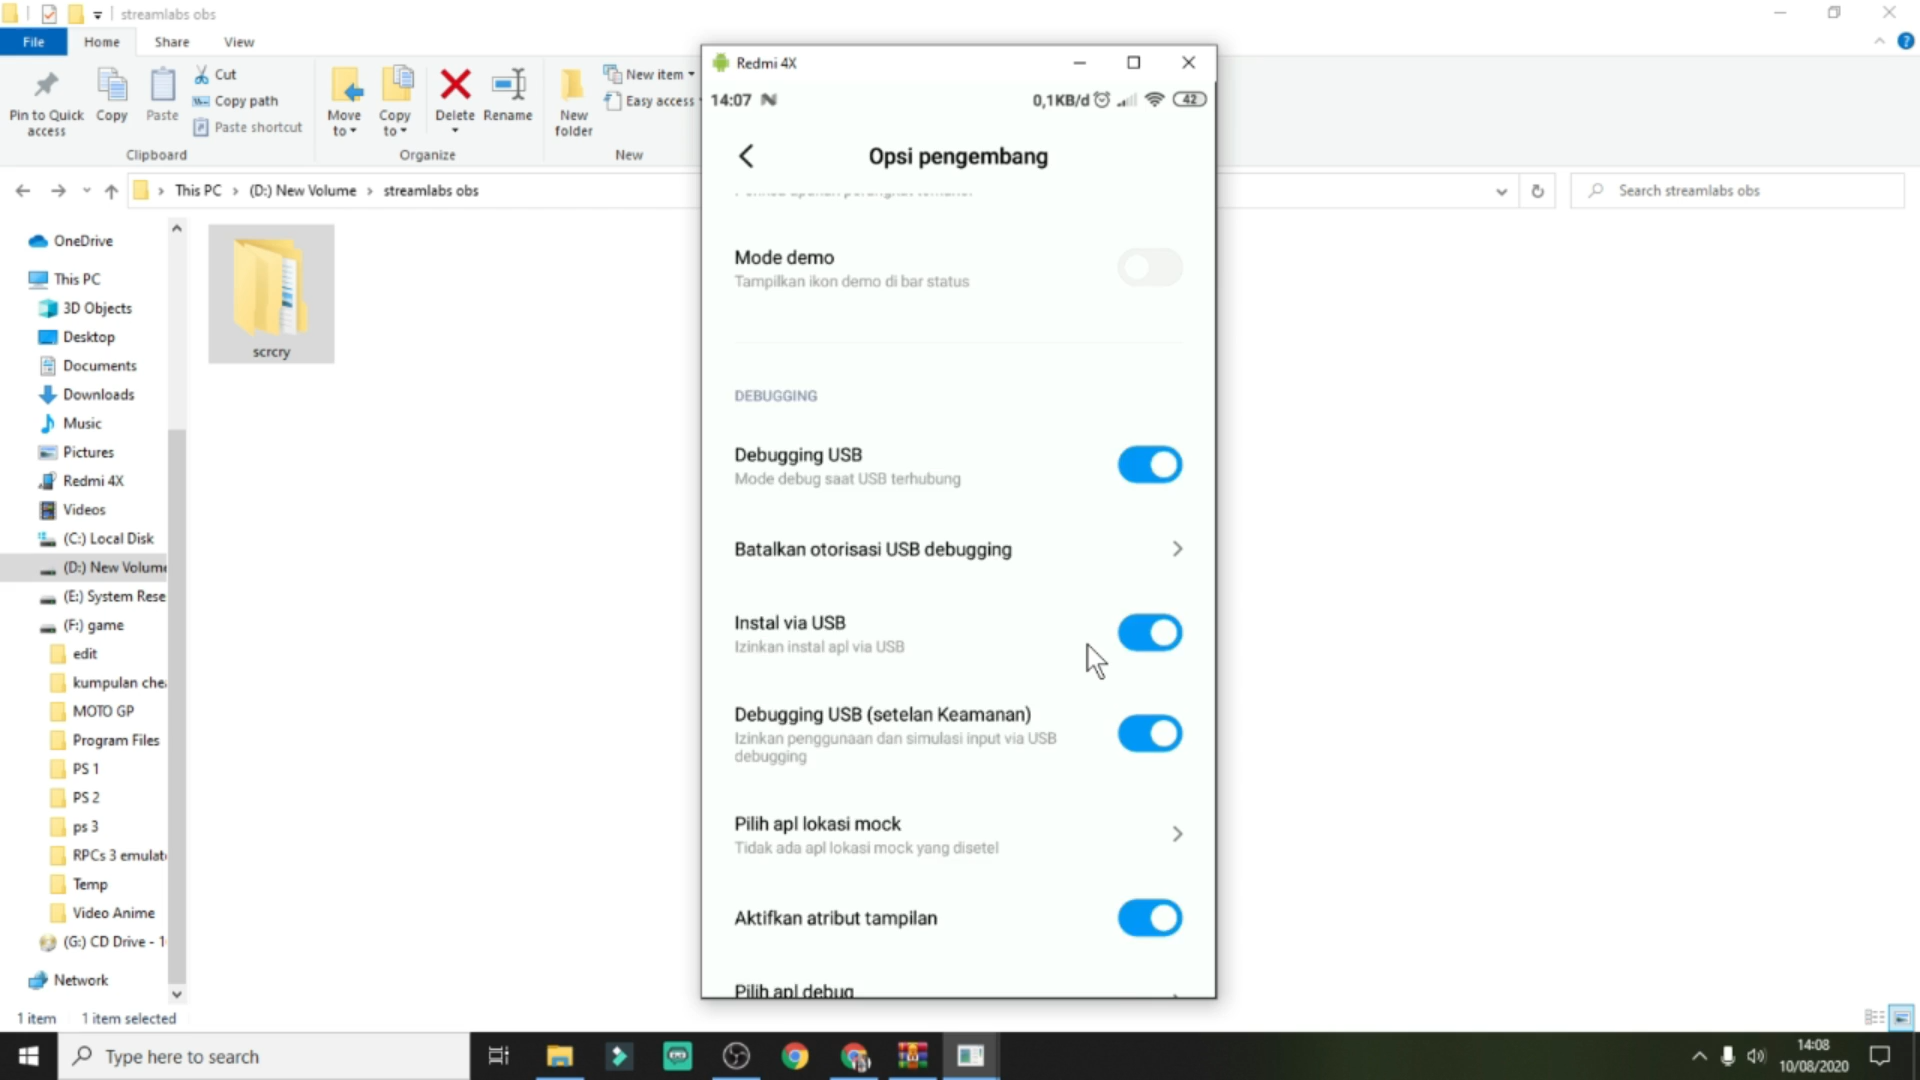 streamlabs obs
File
Home
Share
View
Pin to Quick access
Copy
Paste
Cut
Copy path
Paste shortcut
Clipboard
Move to
Copy to
Delete
Rename
Organize
New folder
New item
Easy access
New
This PC
(D:) New Volume
streamlabs obs
Search streamlabs obs
OneDrive
This PC
3D Objects
Desktop
Documents
Downloads
Music
Pictures
Redmi 4X
Videos
(C:) Local Disk
(D:) New Volume
(E:) System Rese
(F:) game
edit
kumpulan che
MOTO GP
Program Files
PS 1
PS 2
ps 3
RPCs 3 emulat
Temp
Video Anime
(G:) CD Drive - 1
Network
scrcry
1 item
1 item selected
Redmi 4X
14:07
0,1KB/d
42
Opsi pengembang
Mode demo
Tampilkan ikon demo di bar status
DEBUGGING
Debugging USB
Mode debug saat USB terhubung
Batalkan otorisasi USB debugging
Instal via USB
Izinkan instal apl via USB
Debugging USB (setelan Keamanan)
Izinkan penggunaan dan simulasi input via USB
debugging
Pilih apl lokasi mock
Tidak ada apl lokasi mock yang disetel
Aktifkan atribut tampilan
Pilih apl debug
Type here to search
14:08
10/08/2020